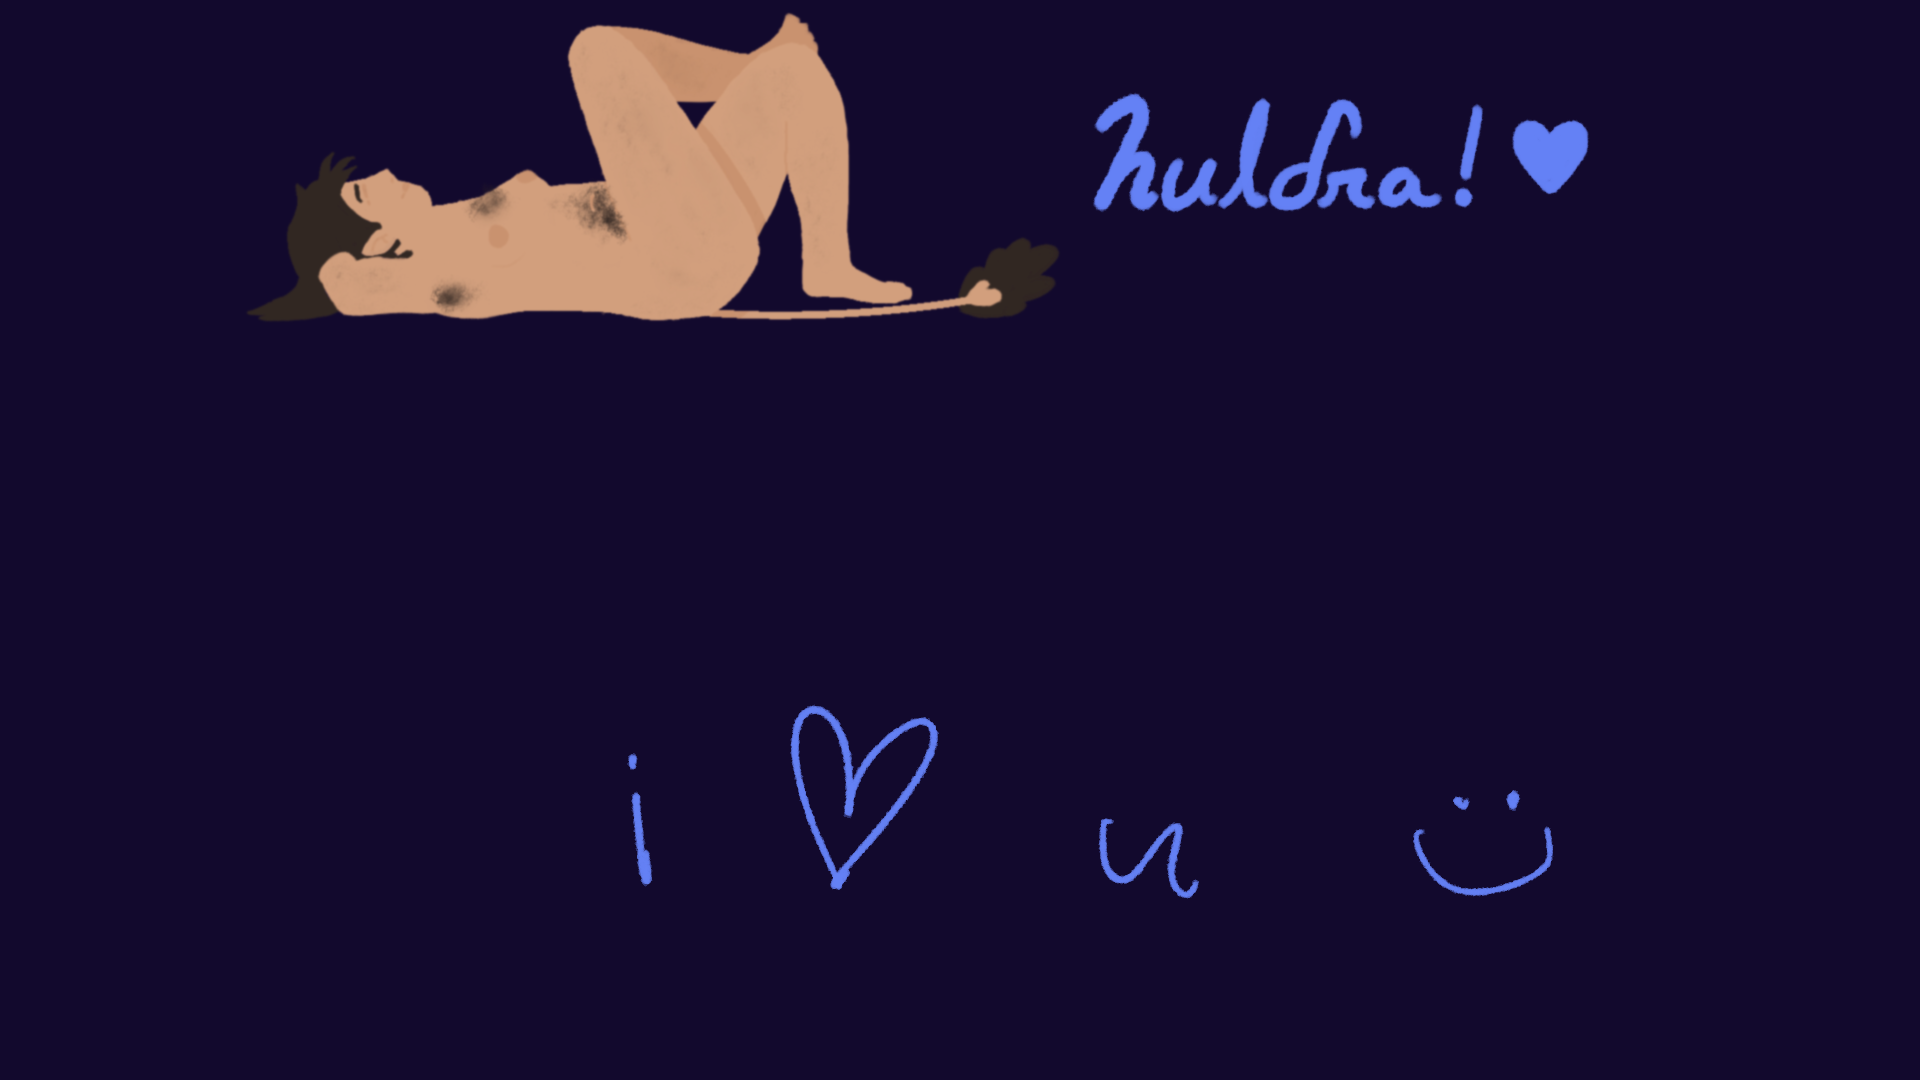 huldra! ♥
i ♡ u :)